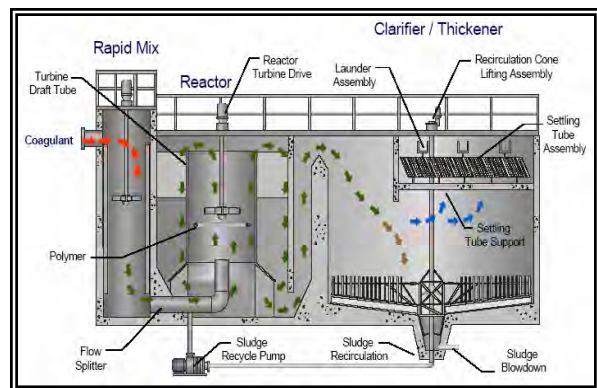 Clarifier / Thickener
Rapid Mix
Reactor
Turbine
Draft Tube
Reactor
Turbine Drive
Launder
Assembly
Recirculation Cone
Lifting Assembly
Coagulant
Settling
Tube
Assembly
Polymer
Settling
Tube Support
Flow
Splitter
Sludge
Recycle Pump
Sludge
Recirculation
Sludge
Blowdown